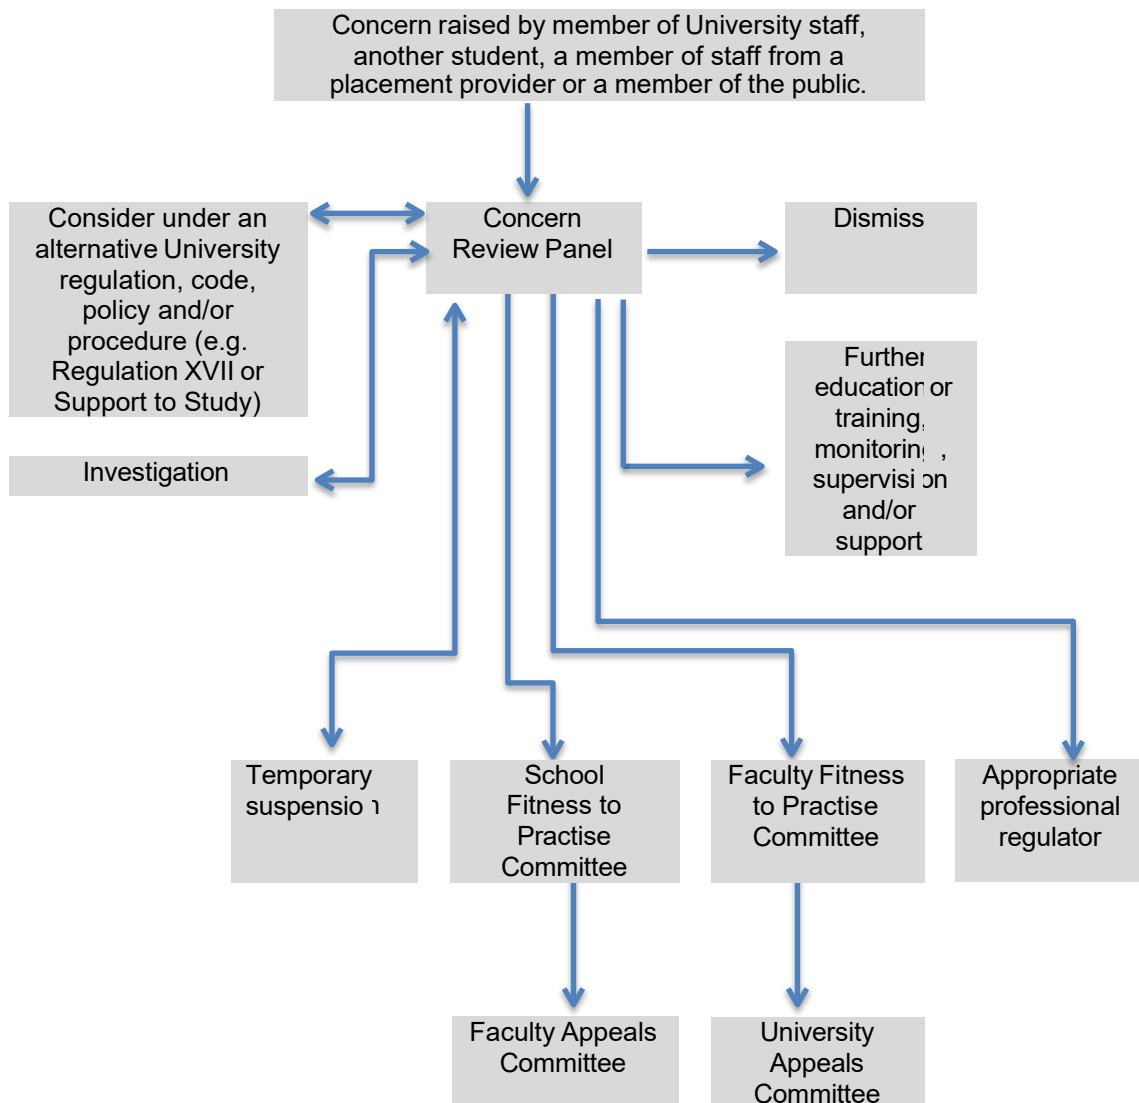 Concern raised by member of University staff,
another student, a member of staff from a
placement provider or a member of the public.
Consider under an
alternative University
regulation, code,
policy and/or
procedure (e.g.
Regulation XVII or
Support to Study)
Concern
Review Panel
Dismiss
Investigation
Further
education or
training,
monitoring,
supervision
and/or
support
Temporary
suspension
School
Fitness to
Practise
Committee
Faculty Fitness
to Practise
Committee
Appropriate
professional
regulator
Faculty Appeals
Committee
University
Appeals
Committee